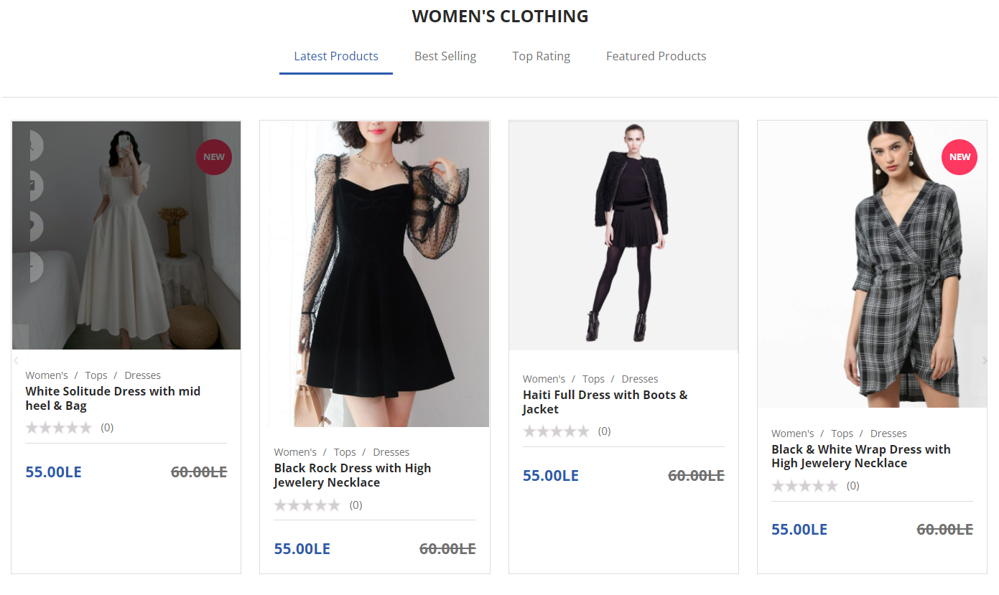 WOMEN'S CLOTHING
Latest Products
Best Selling
Top Rating
Featured Products
NEW
Women's / Tops / Dresses
White Solitude Dress with mid
heel & Bag
(0)
55.00LE 60.00LE
Women's / Tops / Dresses
Black Rock Dress with High
Jewelery Necklace
(0)
55.00LE 60.00LE
Women's / Tops / Dresses
Haiti Full Dress with Boots &
Jacket
(0)
55.00LE 60.00LE
NEW
Women's / Tops / Dresses
Black & White Wrap Dress with
High Jewelery Necklace
(0)
55.00LE 60.00LE